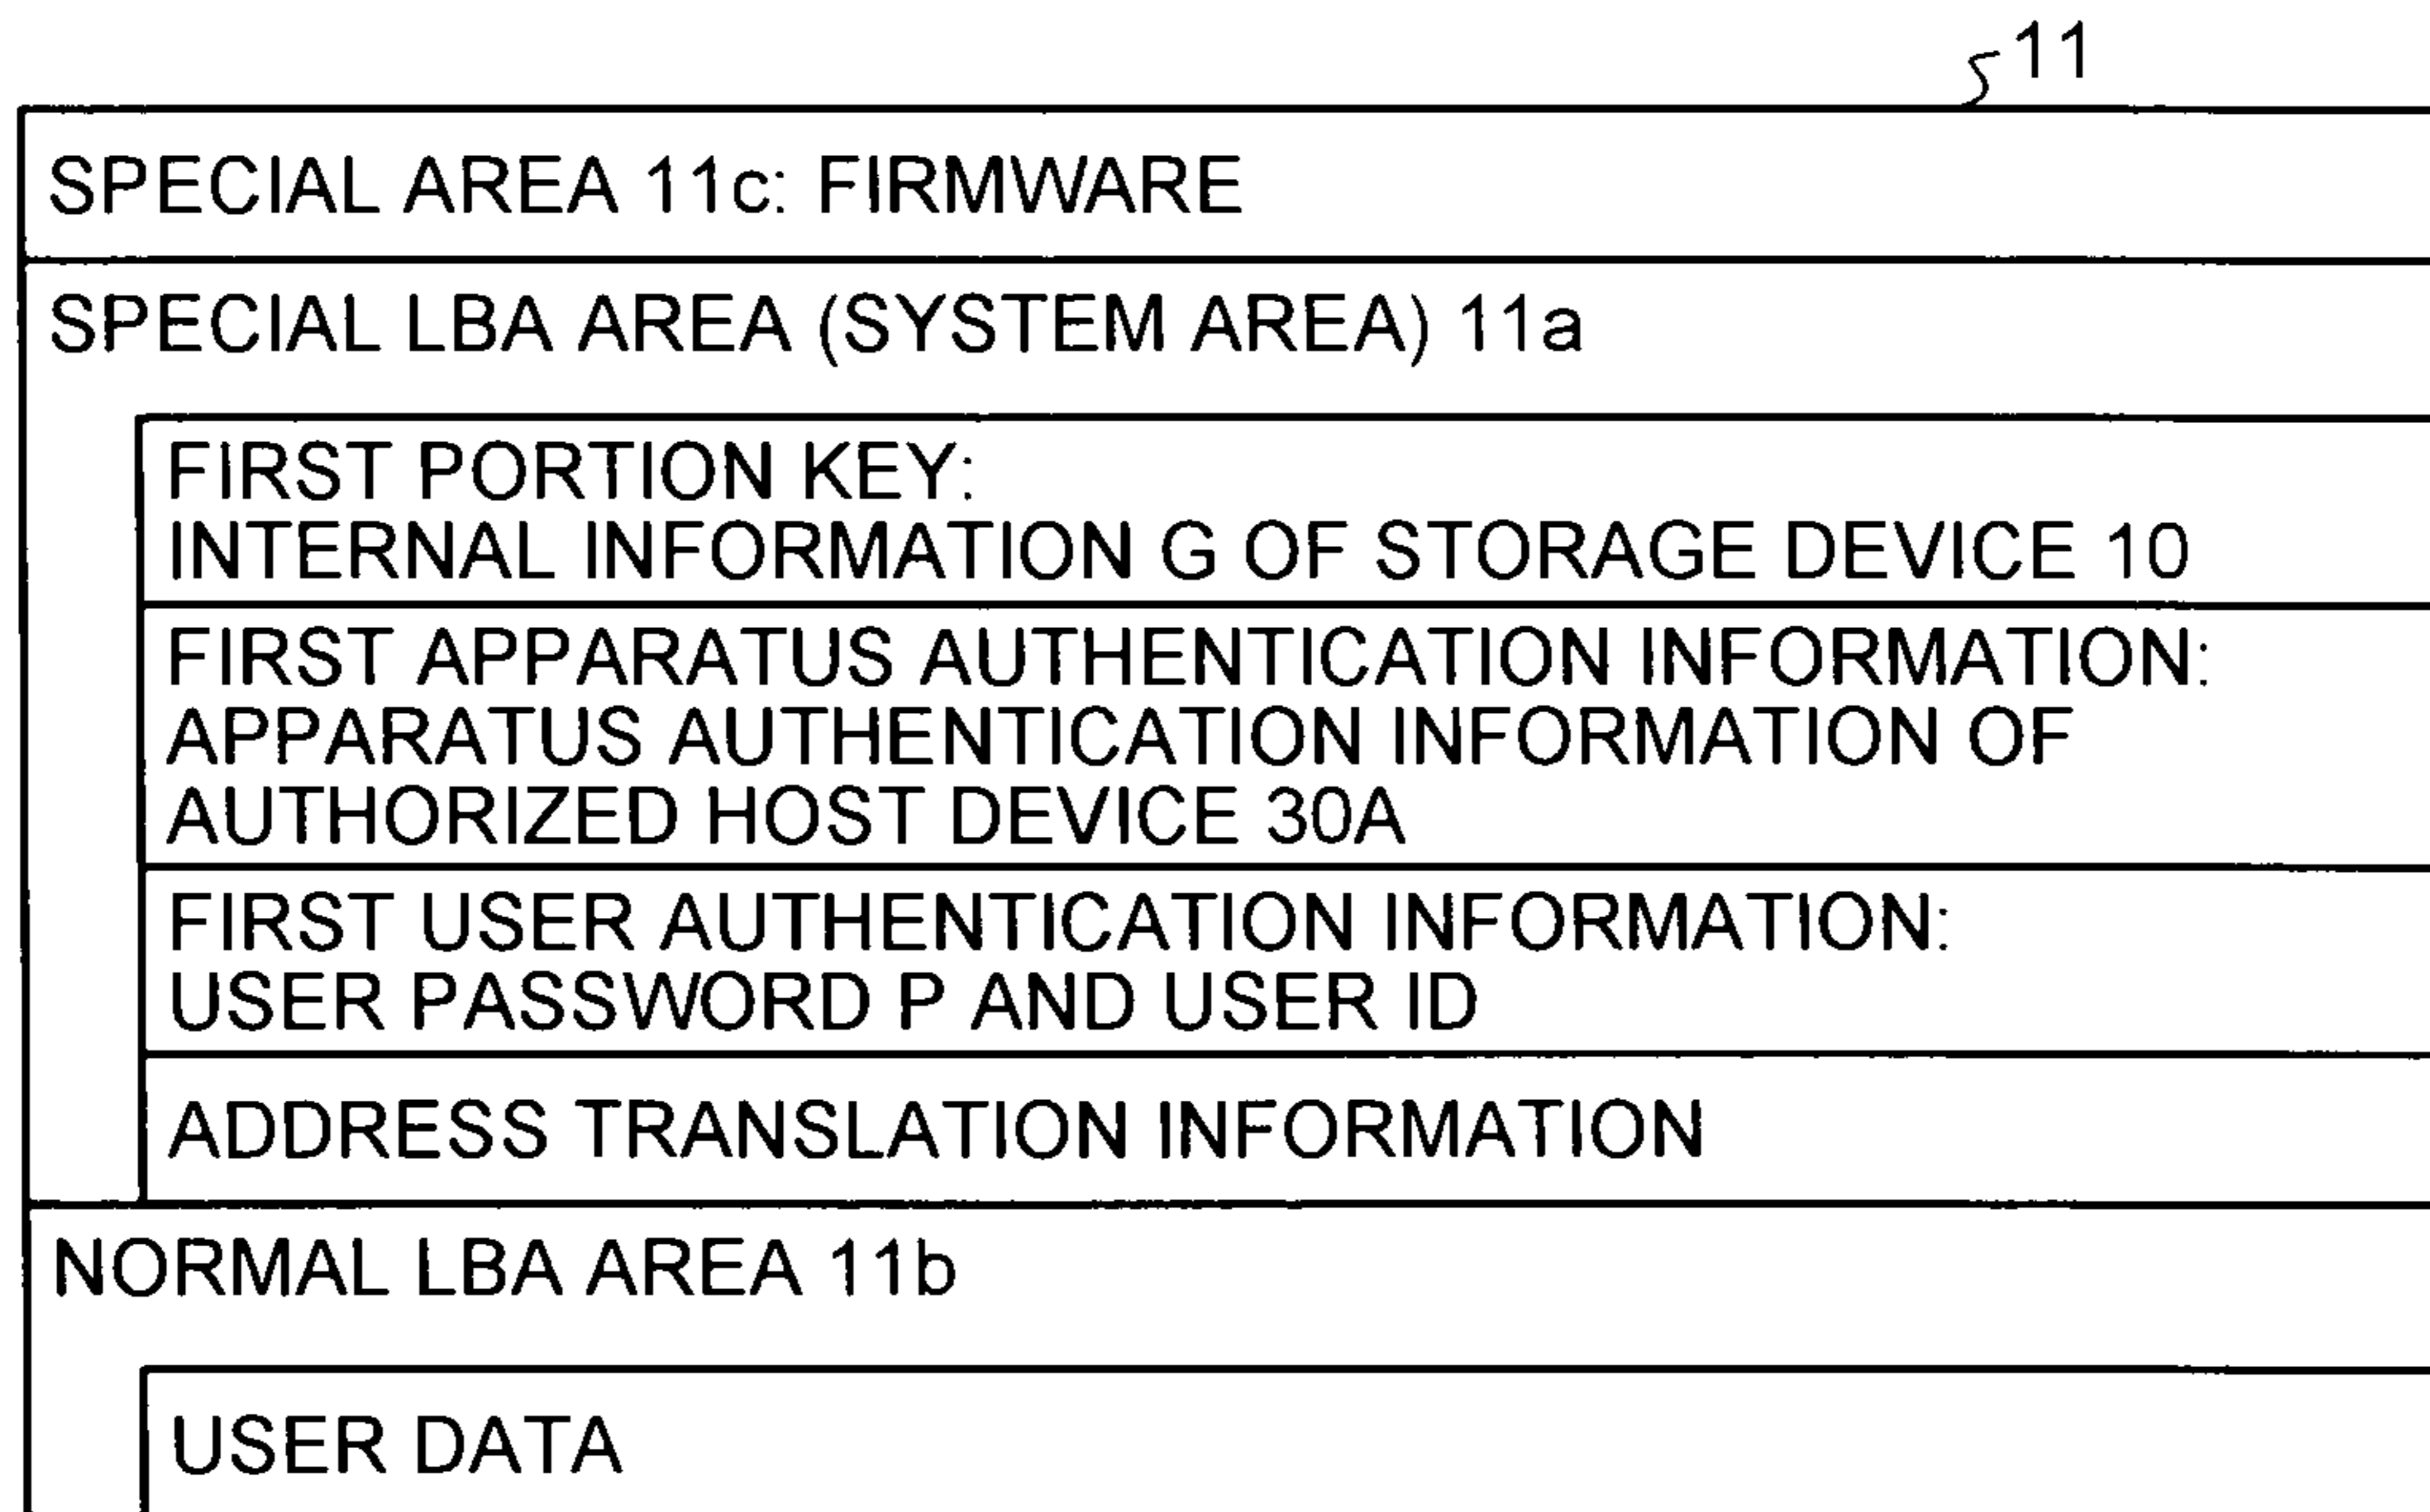 11
SPECIAL AREA 11c: FIRMWARE
SPECIAL LBA AREA (SYSTEM AREA) 11a
FIRST PORTION KEY:
INTERNAL INFORMATION G OF STORAGE DEVICE 10
FIRST APPARATUS AUTHENTICATION INFORMATION:
APPARATUS AUTHENTICATION INFORMATION OF
AUTHORIZED HOST DEVICE 30A
FIRST USER AUTHENTICATION INFORMATION:
USER PASSWORD P AND USER ID
ADDRESS TRANSLATION INFORMATION
NORMAL LBA AREA 11b
USER DATA